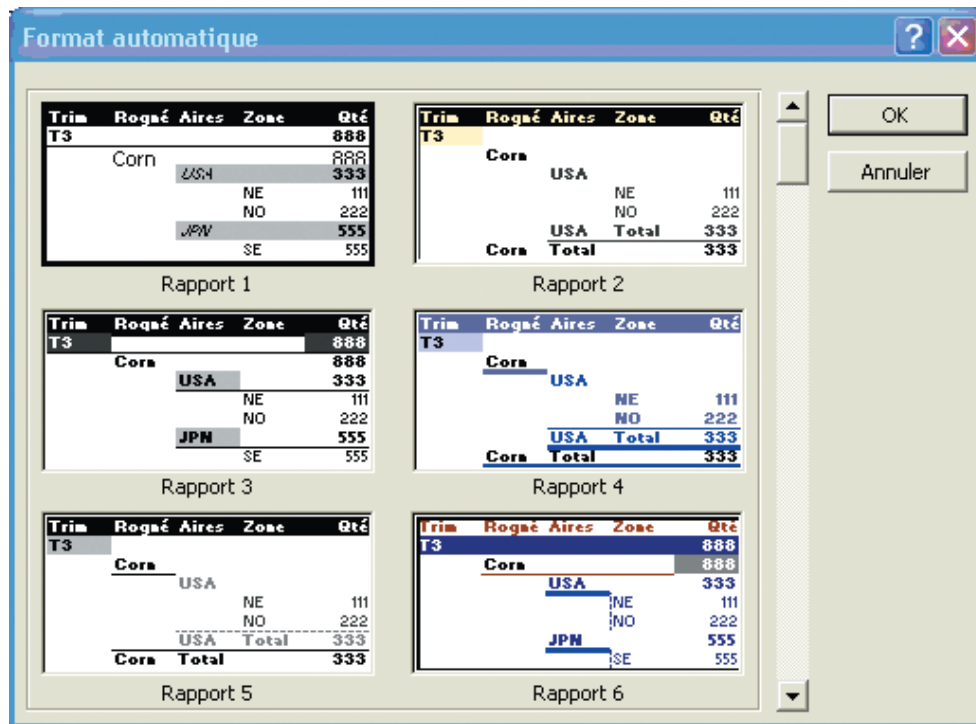 Format automatique
Trim Rogné Aires Zone Qté
T3 888
Corn 888
USA 333
NE 111
NO 222
JPN 555
SE 555
Rapport 1
Trim Rogné Aires Zone Qté
T3
Corn
USA
NE 111
NO 222
USA Total 333
Corn Total 333
Rapport 2
OK
Annuler
Trim Rogné Aires Zone Qté
T3 888
Corn 888
USA 333
NE 111
NO 222
JPN 555
SE 555
Rapport 3
Trim Rogné Aires Zone Qté
T3
Corn
USA
NE 111
NO 222
USA Total 333
Corn Total 333
Rapport 4
Trim Rogné Aires Zone Qté
T3
Corn
USA
NE 111
NO 222
USA Total 333
Corn Total 333
Rapport 5
Trim Rogné Aires Zone Qté
T3 888
Corn 888
USA 333
NE 111
NO 222
JPN 555
SE 555
Rapport 6